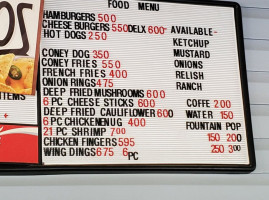 FOOD MENU
HAMBURGERS 500
CHEESE BURGERS 550 DELX 600
HOT DOGS 250
CONEY DOG 350
CONEY FRIES 550
FRENCH FRIES 400
ONION RINGS 475
DEEP FRIED MUSHROOMS 600
6 PC CHEESE STICKS 600
DEEP FRIED CAULIFLOWER 600
6 PC CHICKEN NUG 400
21 PC SHRIMP 700
CHICKEN FINGERS 595
WING DINGS 675 6PC
- AVAILABLE -
KETCHUP
MUSTARD
ONIONS
RELISH
RANCH
COFFE 200
WATER 150
FOUNTAIN POP
150 200
250 300
ITEMS